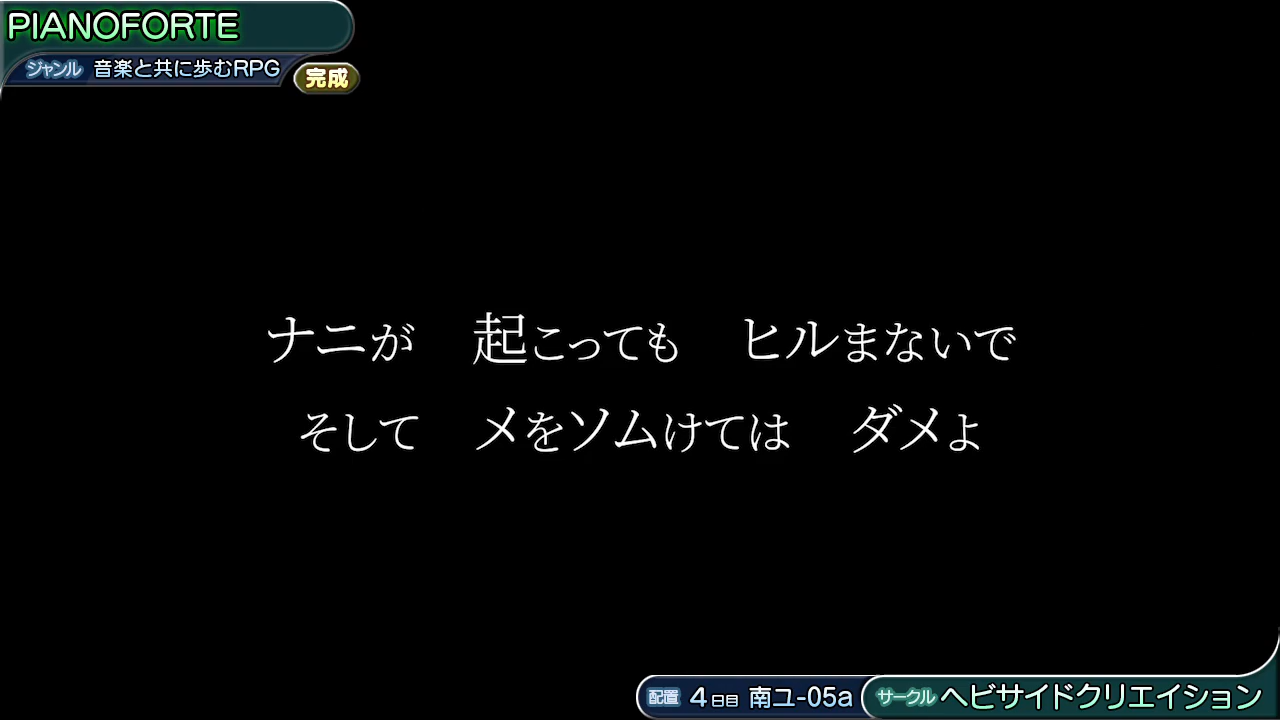 PIANOFORTE
ジャンル 音楽と共に歩むRPG 完成
ナニが 起こっても ヒルまないで
そして メをソムけては ダメよ
配置 4日目 南ユ-05a サークル ヘビサイドクリエイション